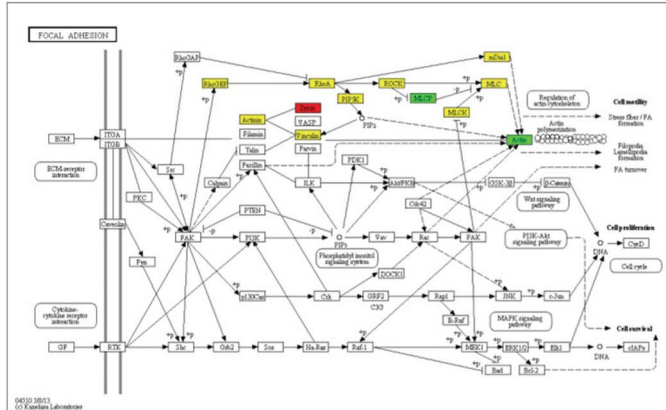 FOCAL ADHESION
RhoGAP
+p
RhoGEF
RhoA
ROCK
mDia1
MLC
PIP5K
MLCP
MLCK
Actinin
Zyxin
VASP
Filamin
Vinculin
Talin
Parvin
Paxillin
PIP2
Actin
Regulation of
actin cytoskeleton
Actin
polymerization
Cell motility
Stress fiber / FA
formation
Filopodia
Lamellipodia
formation
FA turnover
ECM
ITGA
ITGB
ECM-receptor
interaction
Src
PKC
Calpain
ILK
PDK1
Akt/PKB
GSK-3β
β-Catenin
Wnt signaling
pathway
Caveolin
PTEN
FAK
PI3K
PIP3
Vav
Rac
Cdc42
PAK
PI3K-Akt
signaling pathway
Phosphatidyl inositol
signaling system
DOCK1
Cell proliferation
DNA
CycD
Cell cycle
Fyn
p130Cas
Crk
GRF2
C3G
Rap1
JNK
c-Jun
B-Raf
MAPK signaling
pathway
Cytokine-
cytokine receptor
interaction
Cell survival
GF
RTK
Shc
Grb2
Sos
Ha-Ras
Raf-1
MEK1
ERK1/2
Elk1
DNA
cIAPs
Bad
Bcl-2
04510 3/8/13
(c) Kanehisa Laboratories